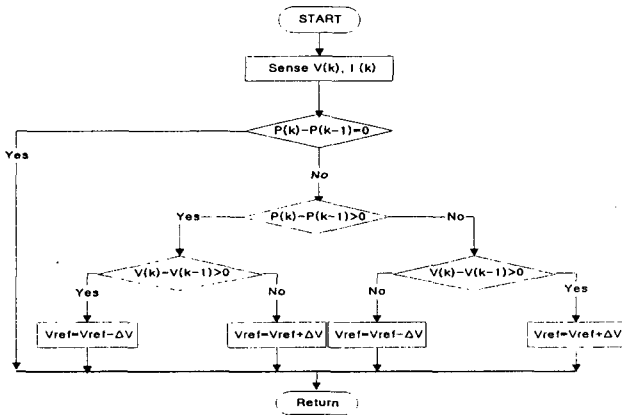 START
Sense V(k), I(k)
P(k)-P(k-1)=0
Yes
No
P(k)-P(k-1)>0
Yes
No
V(k)-V(k-1)>0
V(k)-V(k-1)>0
Yes
No
No
Yes
Vref=Vref-ΔV
Vref=Vref+ΔV
Vref=Vref-ΔV
Vref=Vref+ΔV
Return